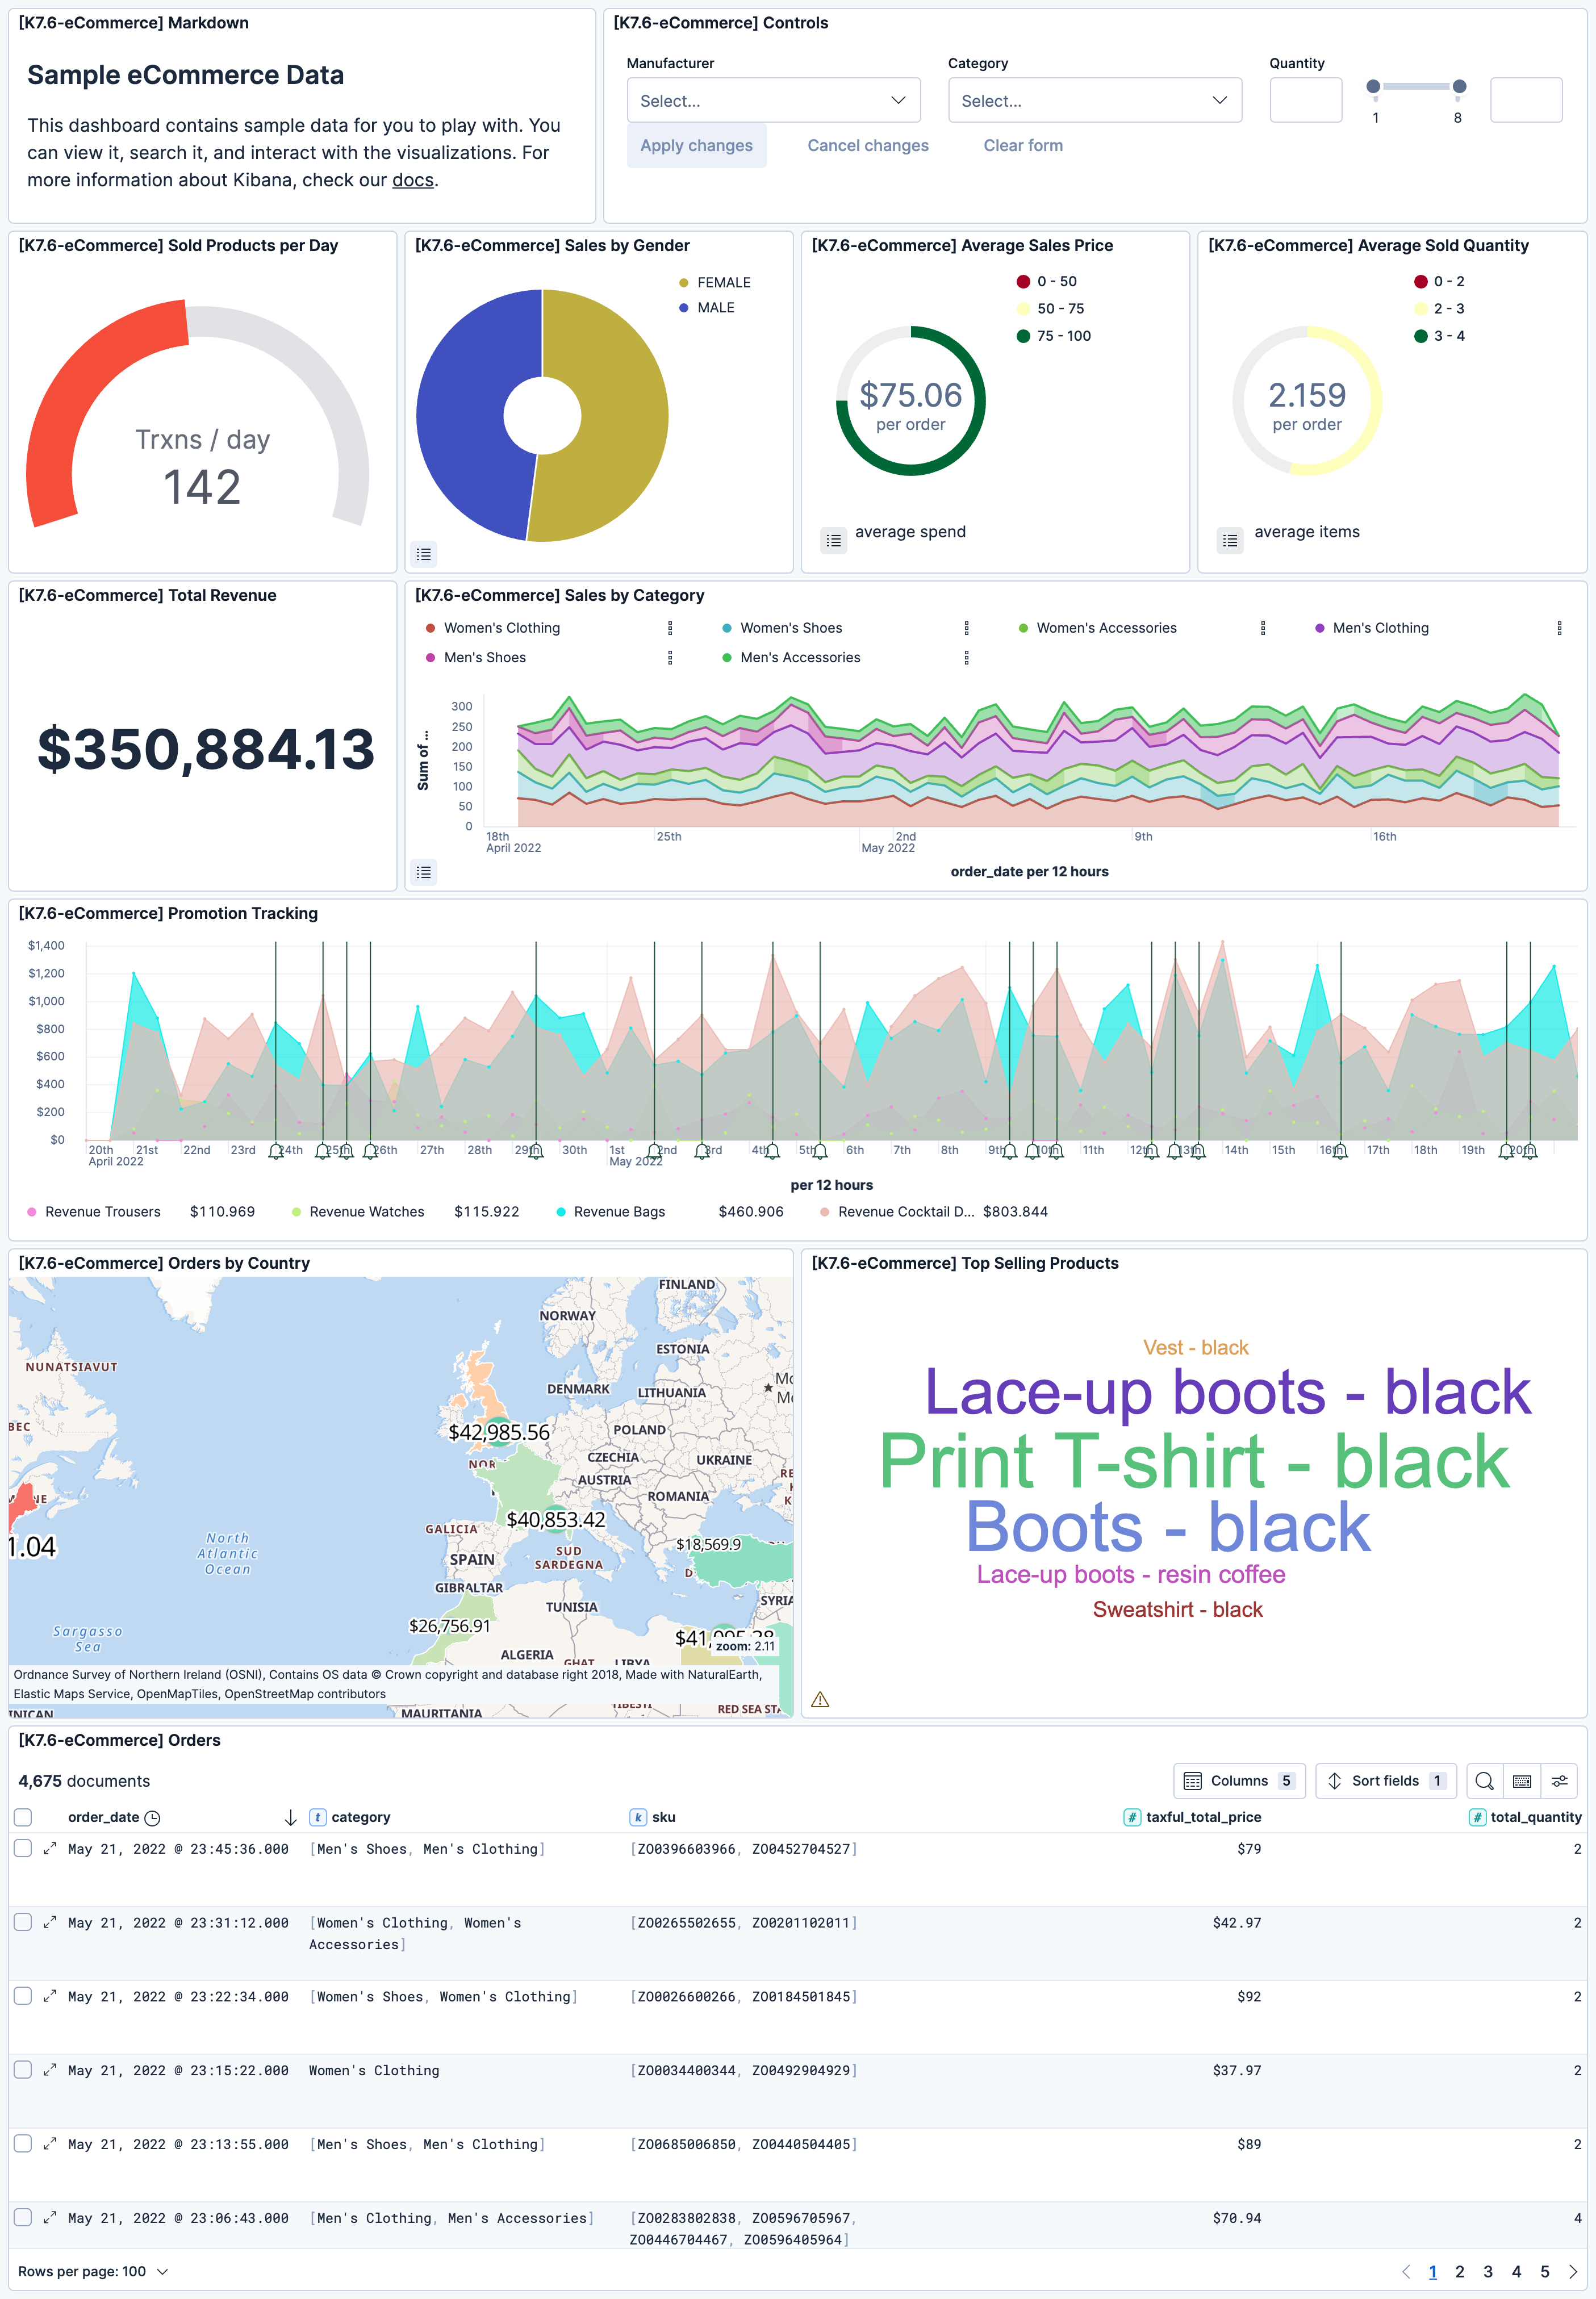 [K7.6-eCommerce] Markdown
Sample eCommerce Data
This dashboard contains sample data for you to play with. You
can view it, search it, and interact with the visualizations. For
more information about Kibana, check our docs.
[K7.6-eCommerce] Controls
Manufacturer
Select...
Category
Select...
Quantity
1
8
Apply changes
Cancel changes
Clear form
[K7.6-eCommerce] Sold Products per Day
Trxns / day
142
[K7.6-eCommerce] Sales by Gender
FEMALE
MALE
[K7.6-eCommerce] Average Sales Price
0 - 50
50 - 75
75 - 100
$75.06
per order
average spend
[K7.6-eCommerce] Average Sold Quantity
0 - 2
2 - 3
3 - 4
2.159
per order
average items
[K7.6-eCommerce] Total Revenue
$350,884.13
[K7.6-eCommerce] Sales by Category
Women's Clothing
Women's Shoes
Women's Accessories
Men's Clothing
Men's Shoes
Men's Accessories
Sum of ...
300
250
200
150
100
50
0
18th
25th
2nd
9th
16th
April 2022
May 2022
order_date per 12 hours
[K7.6-eCommerce] Promotion Tracking
$1,400
$1,200
$1,000
$800
$600
$400
$200
$0
20th 21st 22nd 23rd 24th 25th 26th 27th 28th 29th 30th 1st 2nd 3rd 4th 5th 6th 7th 8th 9th 10th 11th 12th 13th 14th 15th 16th 17th 18th 19th 20th
April 2022
May 2022
per 12 hours
Revenue Trousers $110.969
Revenue Watches $115.922
Revenue Bags $460.906
Revenue Cocktail D... $803.844
[K7.6-eCommerce] Orders by Country
FINLAND
NORWAY
ESTONIA
NUNATSIAVUT
DENMARK
LITHUANIA
Mc
Mo
BEC
$42,985.56
POLAND
CZECHIA
UKRAINE
NOR
AUSTRIA
ROMANIA
NE
$40,853.42
GALICIA
1.04
North
Atlantic
Ocean
SPAIN
SUD
SARDEGNA
$18,569.9
GIBRALTAR
TUNISIA
SYRIA
$26,756.91
Sargasso
Sea
ALGERIA
GHAT
LIBYA
zoom: 2.11
Ordnance Survey of Northern Ireland (OSNI), Contains OS data © Crown copyright and database right 2018, Made with NaturalEarth,
Elastic Maps Service, OpenMapTiles, OpenStreetMap contributors
INICAN
MAURITANIA
TIBESTI
RED SEA STA
[K7.6-eCommerce] Top Selling Products
Vest - black
Lace-up boots - black
Print T-shirt - black
Boots - black
Lace-up boots - resin coffee
Sweatshirt - black
[K7.6-eCommerce] Orders
4,675 documents
Columns 5
Sort fields 1
order_date
t category
k sku
# taxful_total_price
# total_quantity
May 21, 2022 @ 23:45:36.000 [Men's Shoes, Men's Clothing] [ZO0396603966, ZO0452704527] $79 2
May 21, 2022 @ 23:31:12.000 [Women's Clothing, Women's [ZO0265502655, ZO0201102011] $42.97 2
Accessories]
May 21, 2022 @ 23:22:34.000 [Women's Shoes, Women's Clothing] [ZO0026600266, ZO0184501845] $92 2
May 21, 2022 @ 23:15:22.000 Women's Clothing [ZO0034400344, ZO0492904929] $37.97 2
May 21, 2022 @ 23:13:55.000 [Men's Shoes, Men's Clothing] [ZO0685006850, ZO0440504405] $89 2
May 21, 2022 @ 23:06:43.000 [Men's Clothing, Men's Accessories] [ZO0283802838, ZO0596705967, $70.94 4
ZO0446704467, ZO0596405964]
Rows per page: 100
1 2 3 4 5